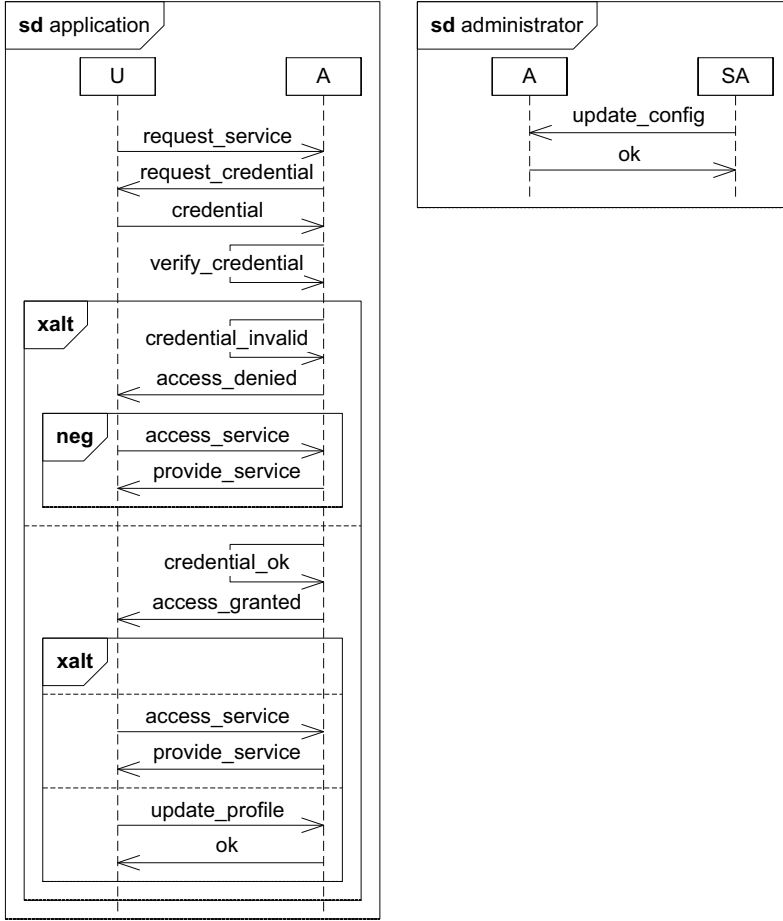 sd application
U
A
request_service
request_credential
credential
verify_credential
xalt
credential_invalid
access_denied
neg
access_service
provide_service
credential_ok
access_granted
xalt
access_service
provide_service
update_profile
ok
sd administrator
A
SA
update_config
ok